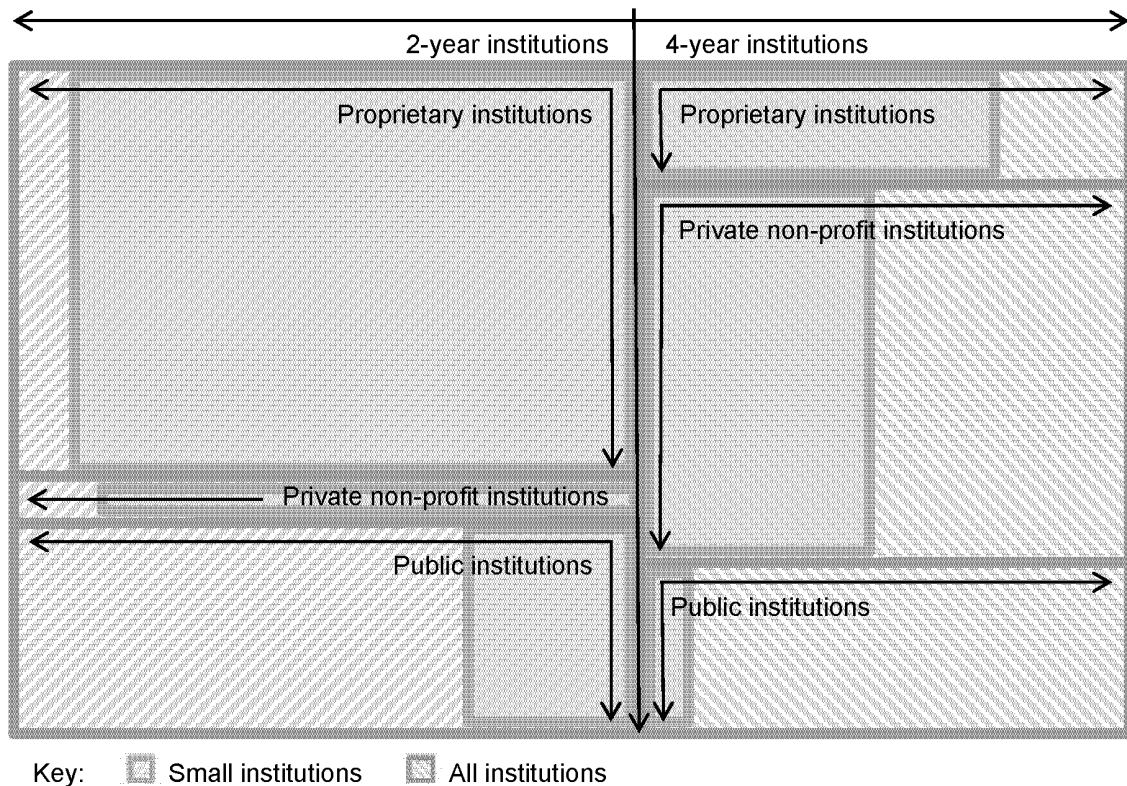 2-year institutions
4-year institutions
Proprietary institutions
Proprietary institutions
Private non-profit institutions
Private non-profit institutions
Public institutions
Public institutions
Key: Small institutions All institutions